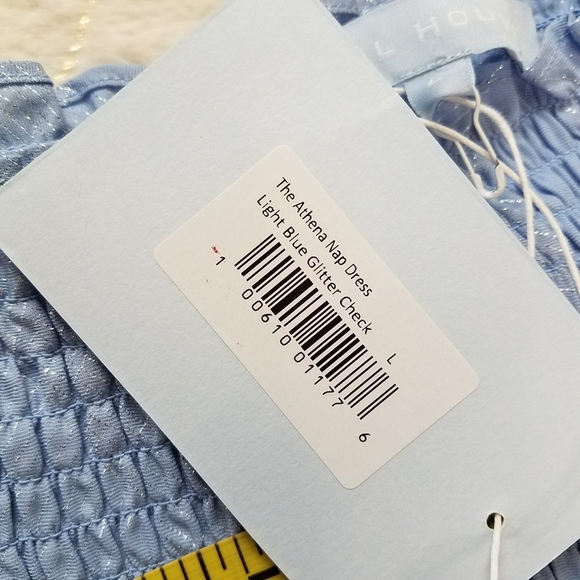 L HOU
The Athena Nap Dress
Light Blue Glitter Check
L
1 00610 01177 6